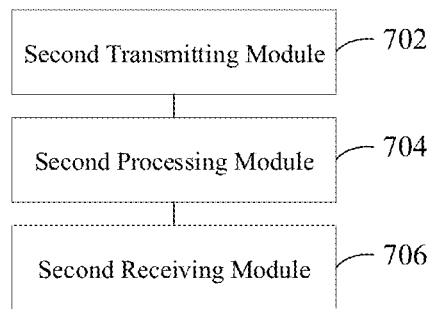 Second Transmitting Module 702
Second Processing Module 704
Second Receiving Module 706